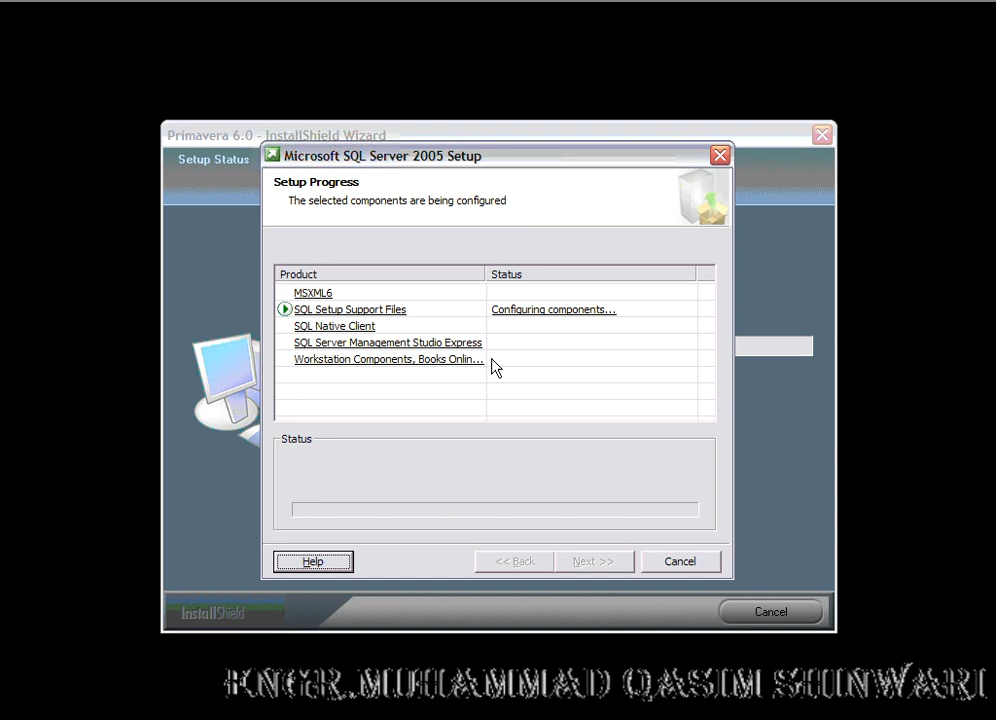 Primavera 6.0 - InstallShield Wizard
Setup Status
Microsoft SQL Server 2005 Setup
Setup Progress
The selected components are being configured
Product Status
MSXML6
SQL Setup Support Files Configuring components...
SQL Native Client
SQL Server Management Studio Express
Workstation Components, Books Onlin...
Status
Help << Back Next >> Cancel
InstallShield Cancel
ENGR.MUHAMMAD QASIM SHINWARI